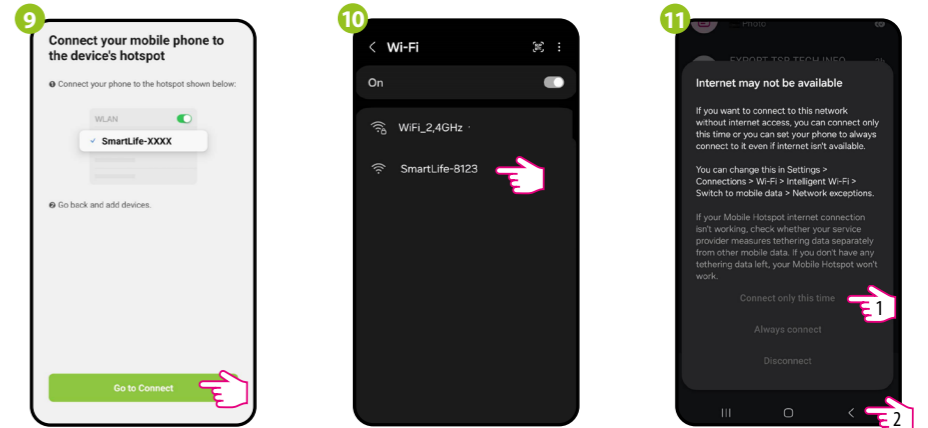 9
Connect your mobile phone to
the device's hotspot
❶ Connect your phone to the hotspot shown below:
WLAN
✓ SmartLife-XXXX
❷ Go back and add devices.
Go to Connect
10
< Wi-Fi
On
WiFi_2,4GHz
SmartLife-8123
11
Photo
EXPORT TSR TECH INFO
Internet may not be available
If you want to connect to this network
without internet access, you can connect only
this time or you can set your phone to always
connect to it even if internet isn't available.
You can change this in Settings >
Connections > Wi-Fi > Intelligent Wi-Fi >
Switch to mobile data > Network exceptions.
If your Mobile Hotspot internet connection
isn't working, check whether your service
provider measures tethering data separately
from other mobile data. If you don't have any
tethering data left, your Mobile Hotspot won't
work.
Connect only this time
1
Always connect
Disconnect
2